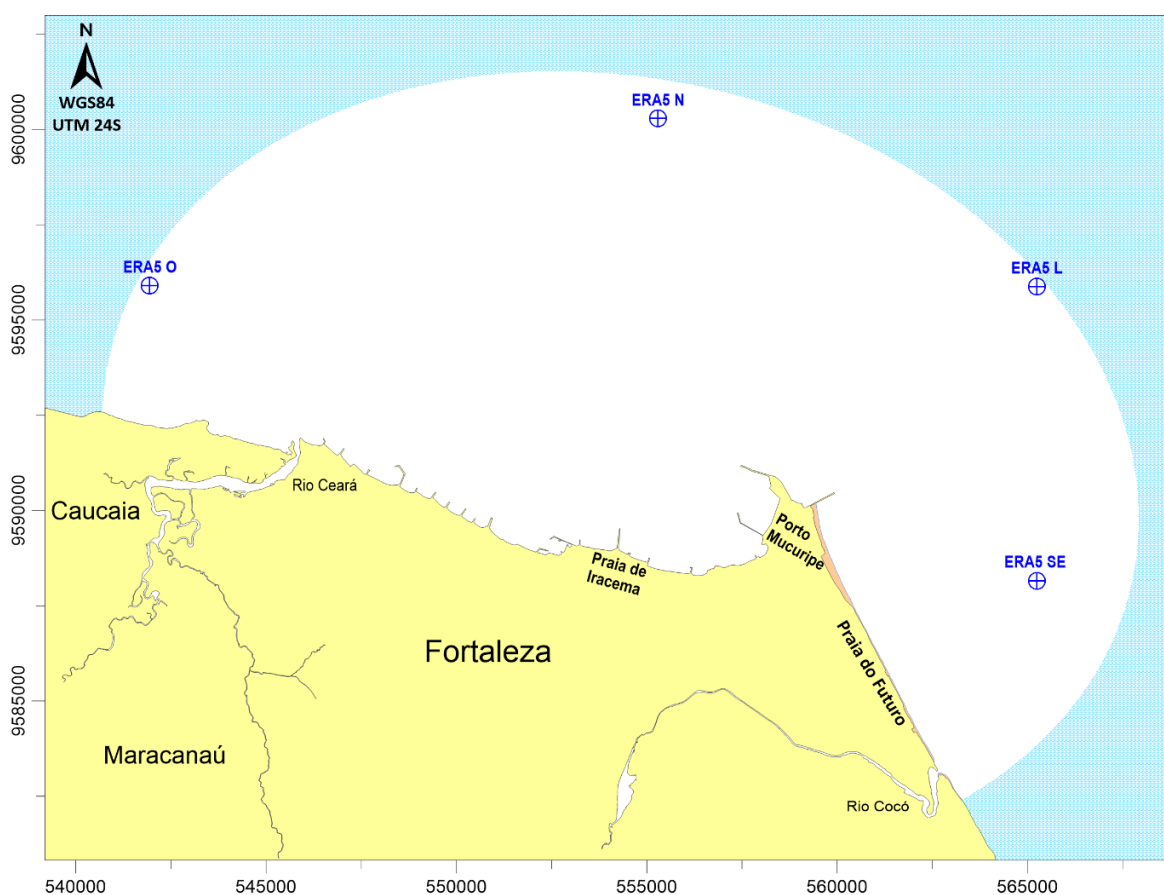 N
WGS84
UTM 24S
ERA5 N
ERA5 O
ERA5 L
ERA5 SE
Rio Ceará
Caucaia
Porto
Mucuripe
Praia de
Iracema
Fortaleza
Praia do Futuro
Maracanaú
Rio Cocó
9600000
9595000
9590000
9585000
540000
545000
550000
555000
560000
565000